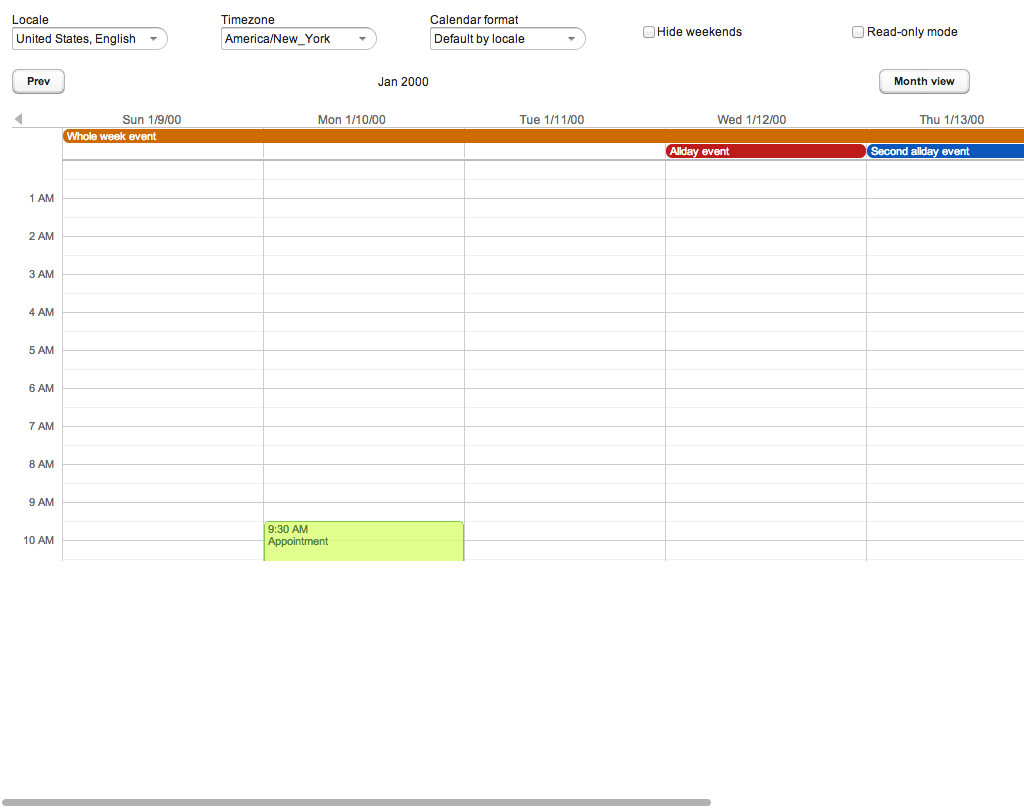 Locale
Timezone
Calendar format
United States, English
America/New_York
Default by locale
Hide weekends
Read-only mode
Prev
Jan 2000
Month view
Sun 1/9/00
Mon 1/10/00
Tue 1/11/00
Wed 1/12/00
Thu 1/13/00
Whole week event
Allday event
Second allday event
1 AM
2 AM
3 AM
4 AM
5 AM
6 AM
7 AM
8 AM
9 AM
9:30 AM
Appointment
10 AM